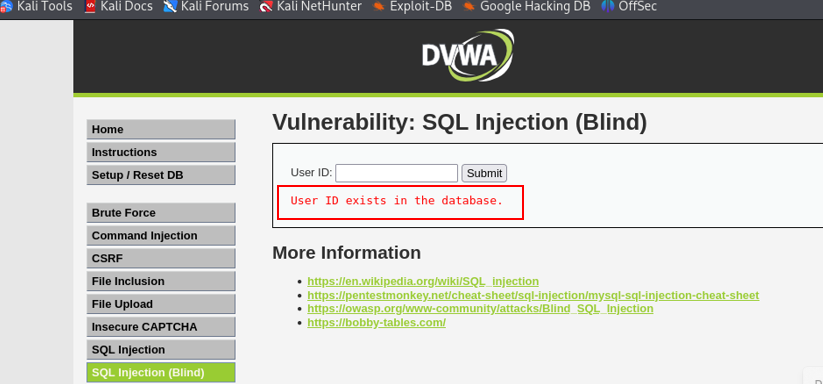 Kali Tools Kali Docs Kali Forums Kali NetHunter Exploit-DB Google Hacking DB OffSec
DVWA
Home
Instructions
Setup / Reset DB
Brute Force
Command Injection
CSRF
File Inclusion
File Upload
Insecure CAPTCHA
SQL Injection
SQL Injection (Blind)
Vulnerability: SQL Injection (Blind)
User ID: Submit
User ID exists in the database.
More Information
https://en.wikipedia.org/wiki/SQL_injection
https://pentestmonkey.net/cheat-sheet/sql-injection/mysql-sql-injection-cheat-sheet
https://owasp.org/www-community/attacks/Blind_SQL_Injection
https://bobby-tables.com/